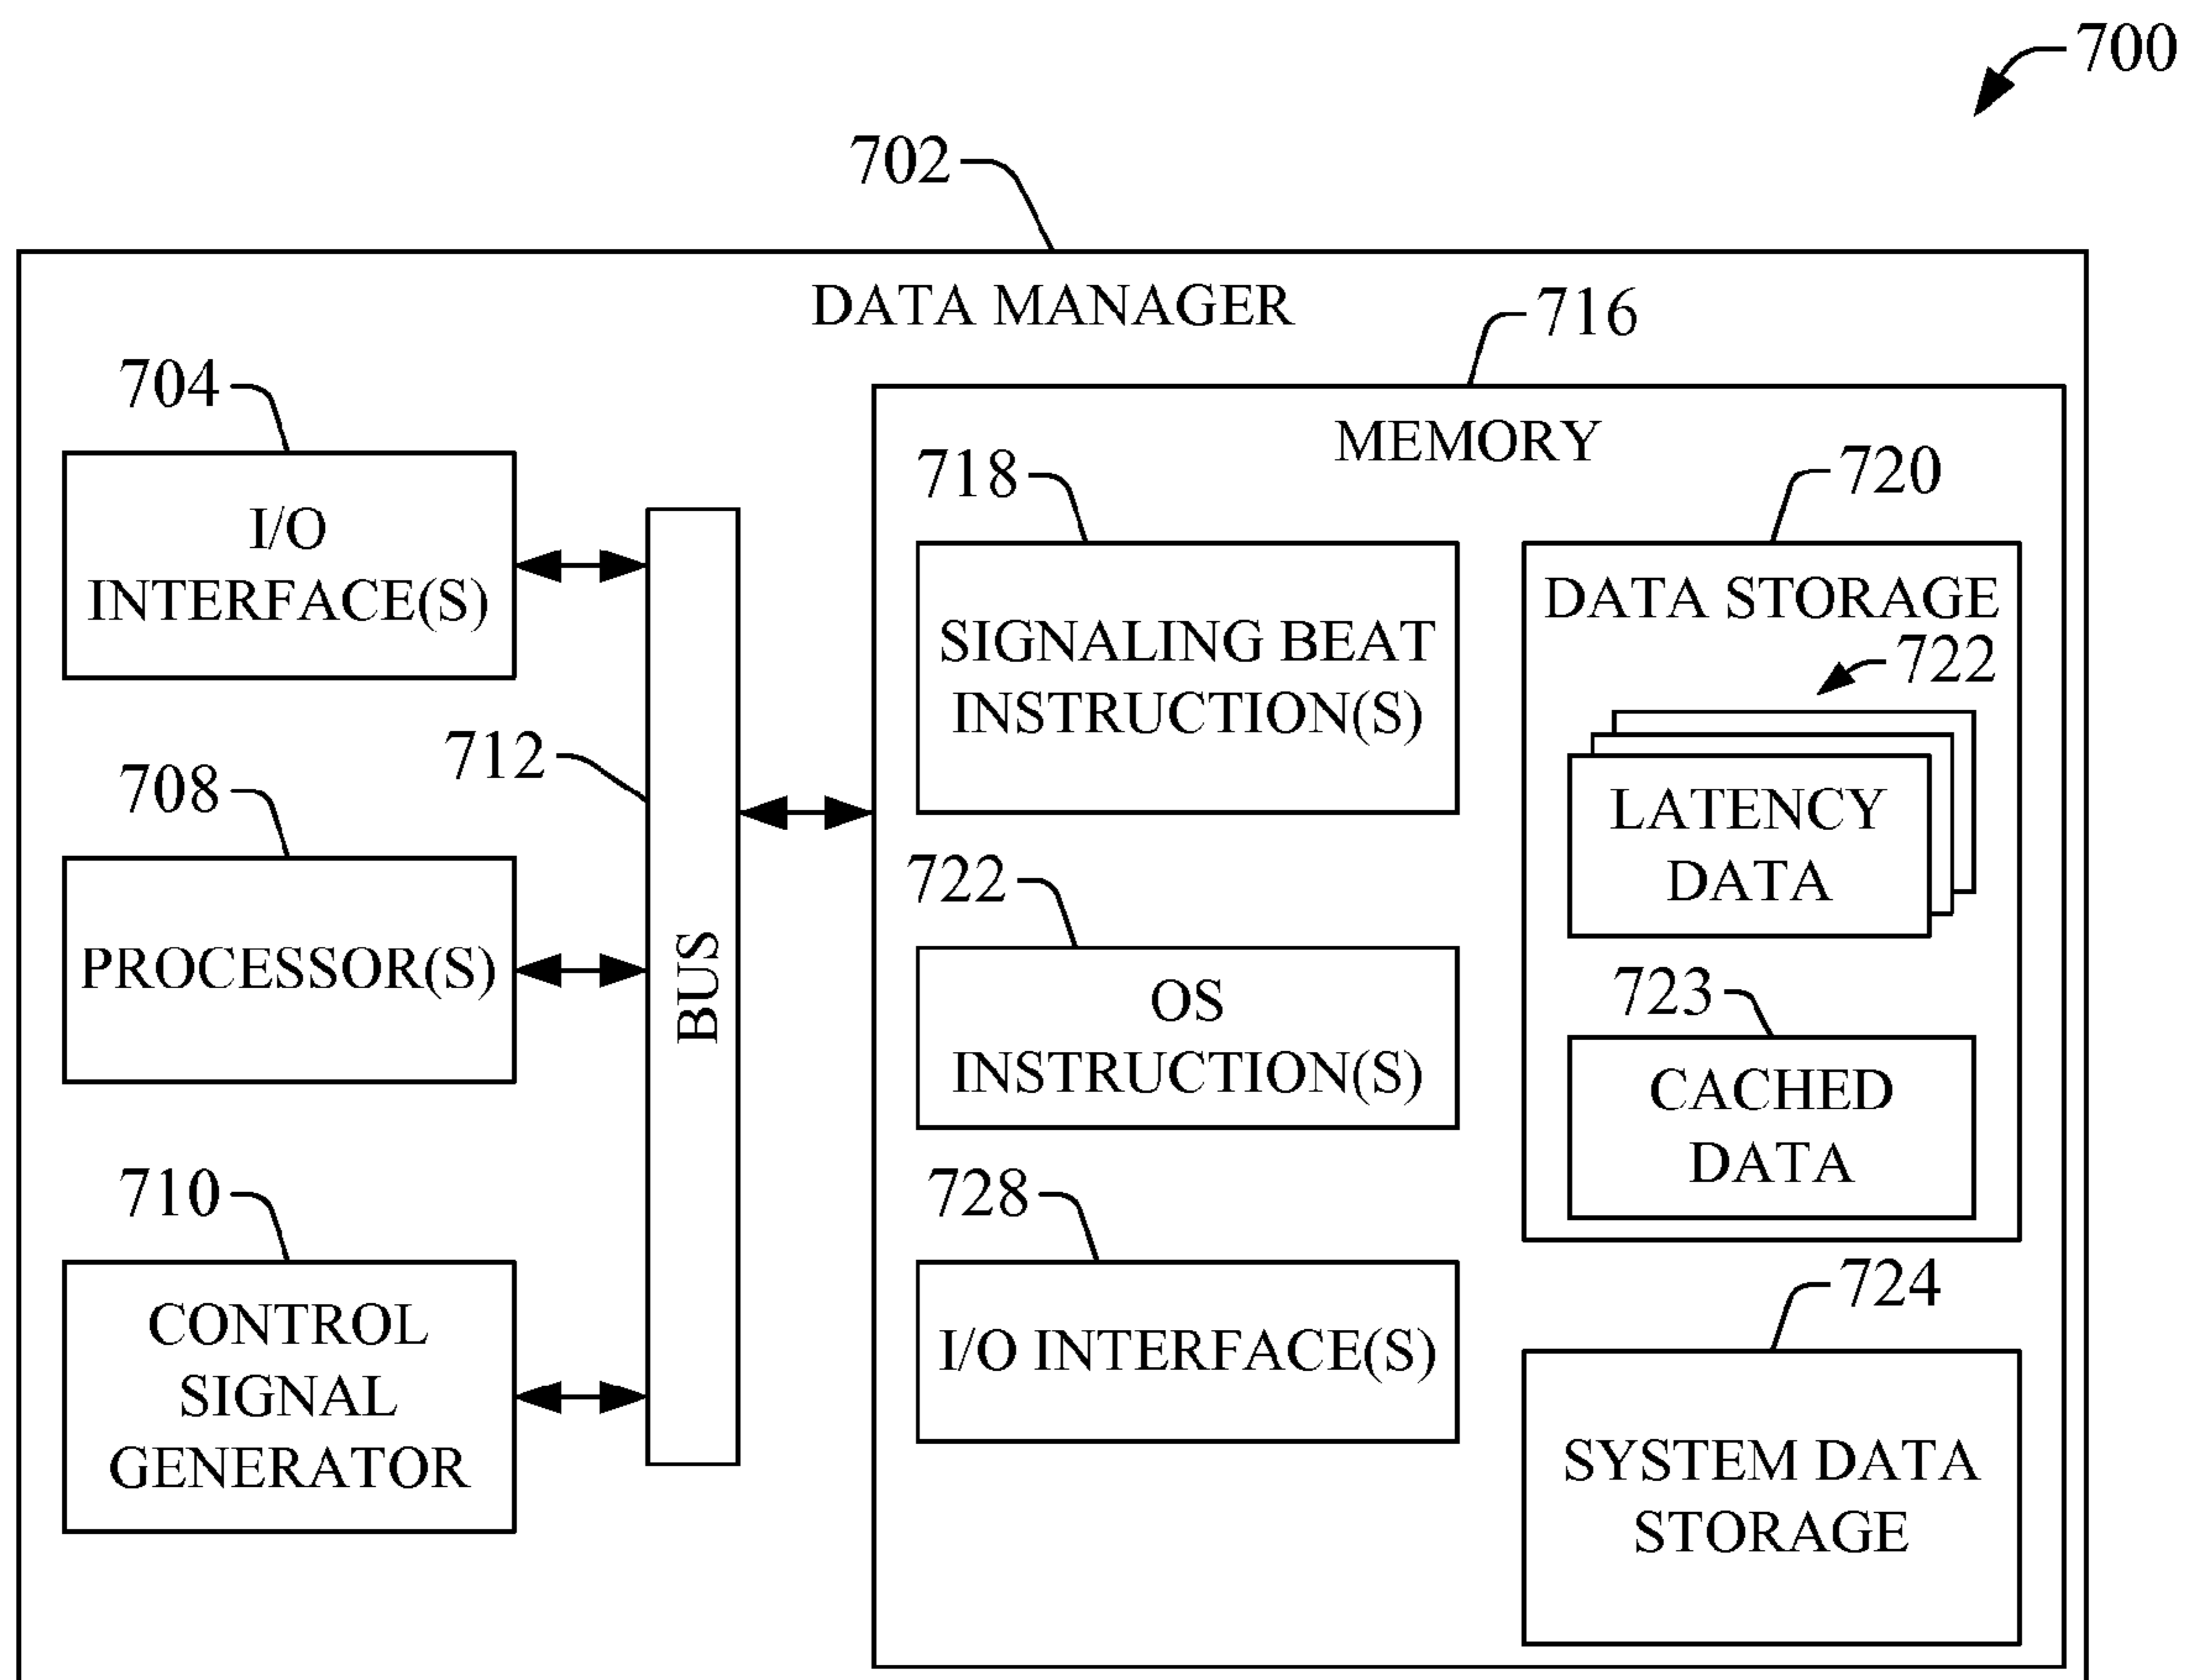 700
702
DATA MANAGER
716
704
MEMORY
718
720
I/O
INTERFACE(S)
DATA STORAGE
SIGNALING BEAT
INSTRUCTION(S)
722
712
708
LATENCY
DATA
722
PROCESSOR(S)
BUS
OS
INSTRUCTION(S)
723
CACHED
DATA
710
728
724
CONTROL
SIGNAL
GENERATOR
I/O INTERFACE(S)
SYSTEM DATA
STORAGE